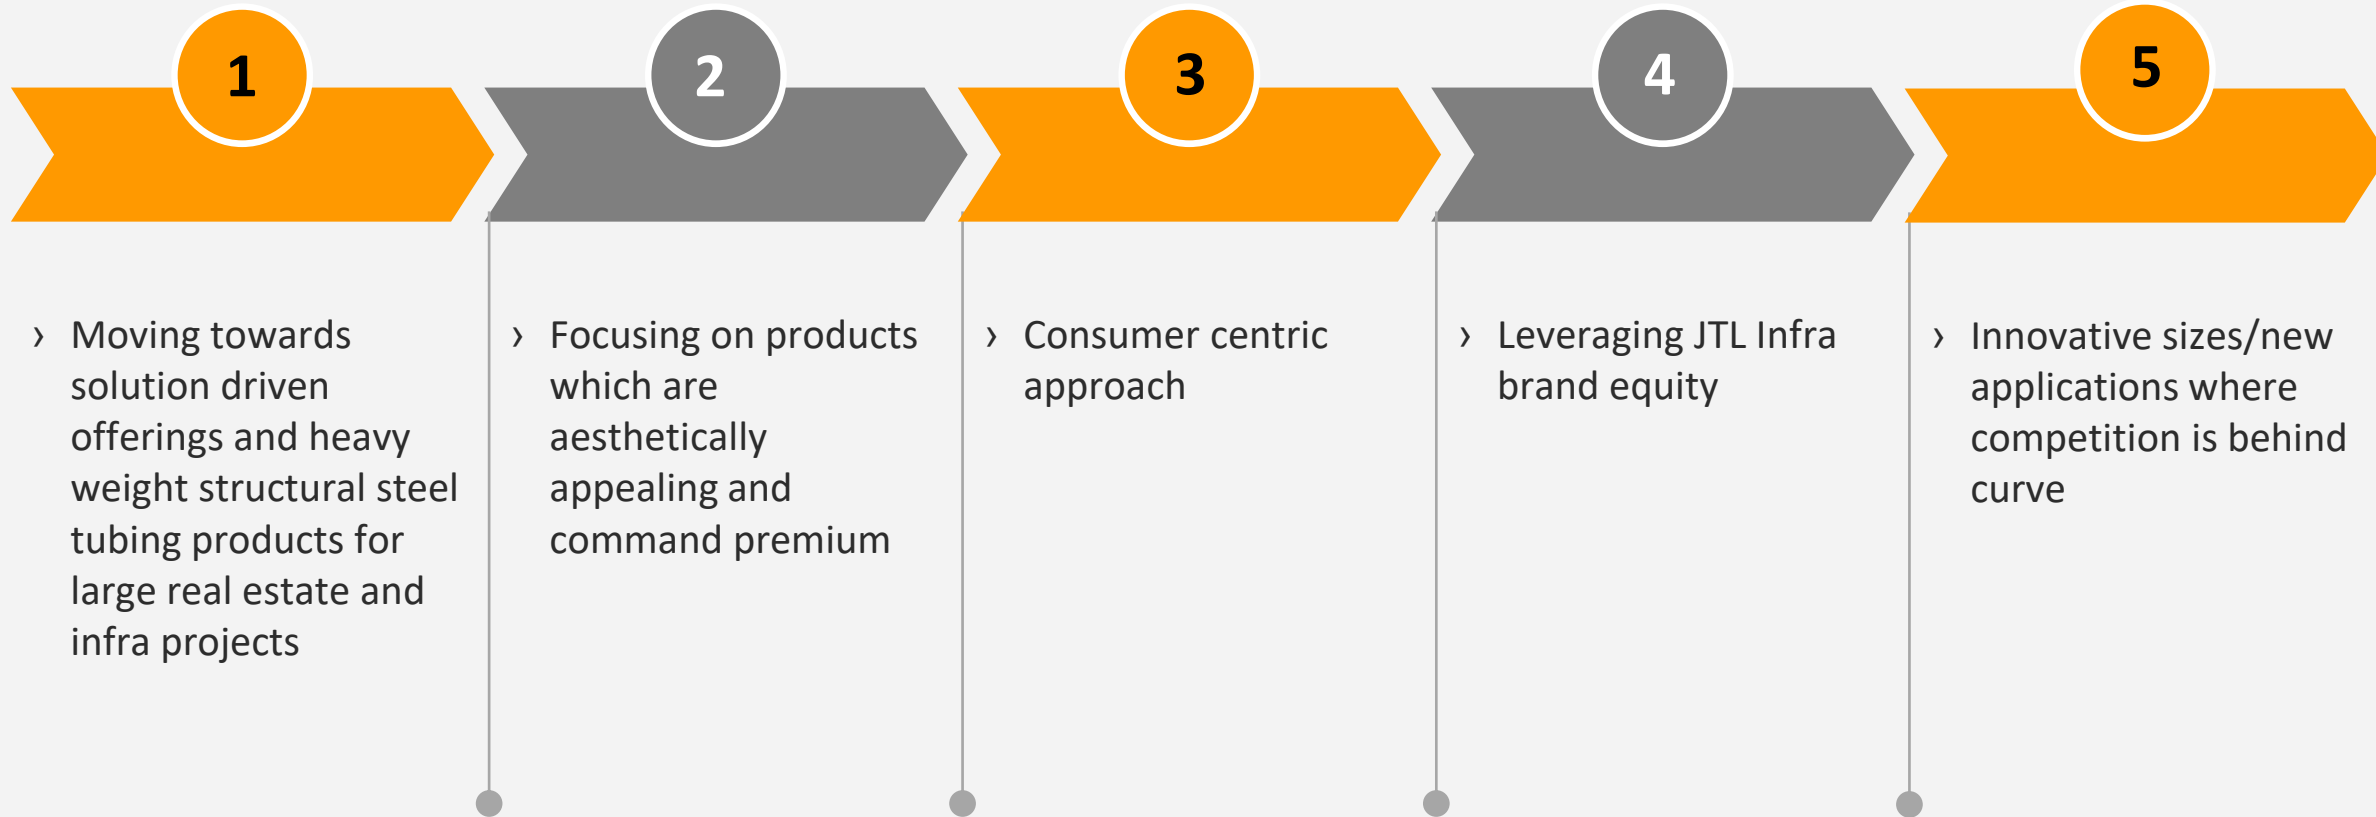 1
› Moving towards
solution driven
offerings and heavy
weight structural steel
tubing products for
large real estate and
infra projects
2
› Focusing on products
which are
aesthetically
appealing and
command premium
3
› Consumer centric
approach
4
› Leveraging JTL Infra
brand equity
5
› Innovative sizes/new
applications where
competition is behind
curve